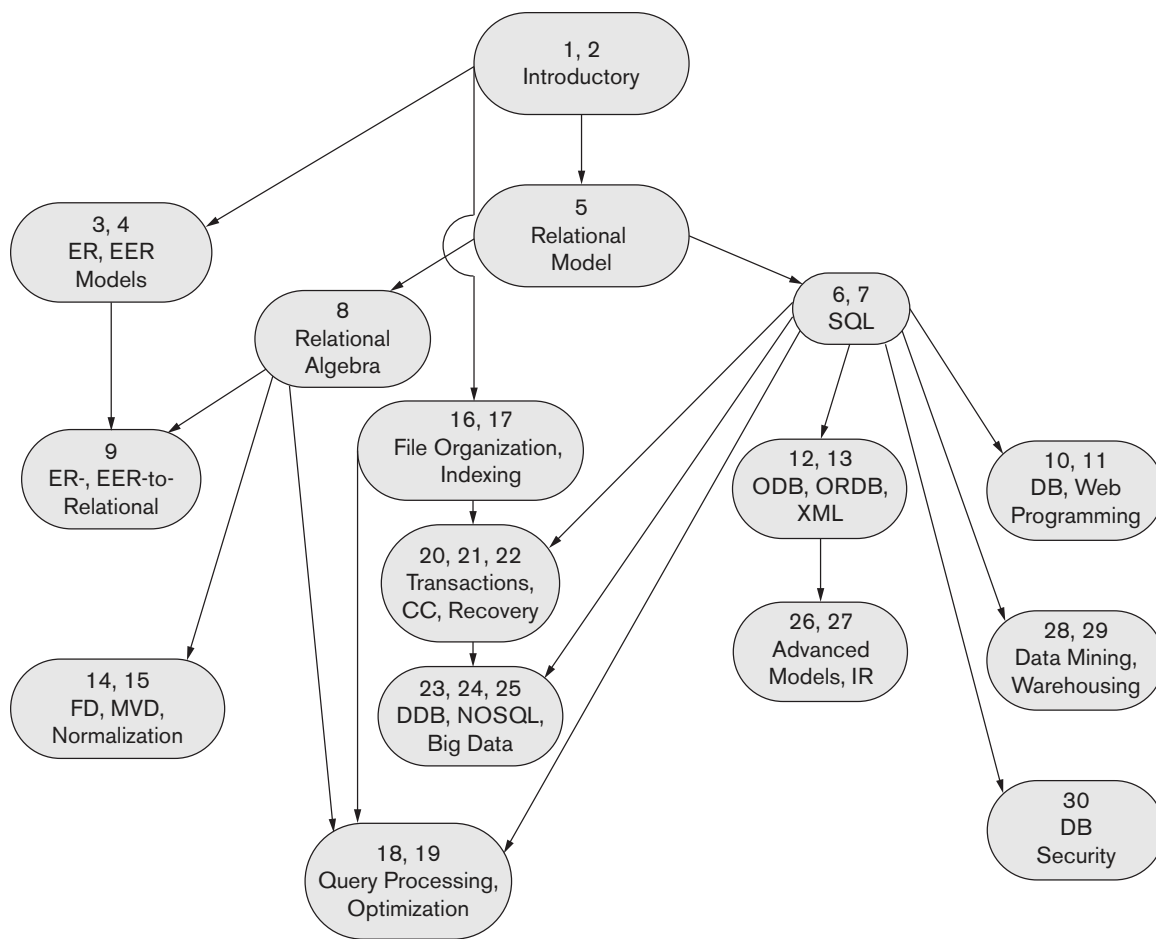 1, 2
Introductory
3, 4
ER, EER
Models
5
Relational
Model
6, 7
SQL
8
Relational
Algebra
9
ER-, EER-to-
Relational
16, 17
File Organization,
Indexing
12, 13
ODB, ORDB,
XML
10, 11
DB, Web
Programming
20, 21, 22
Transactions,
CC, Recovery
26, 27
Advanced
Models, IR
28, 29
Data Mining,
Warehousing
14, 15
FD, MVD,
Normalization
23, 24, 25
DDB, NOSQL,
Big Data
30
DB
Security
18, 19
Query Processing,
Optimization